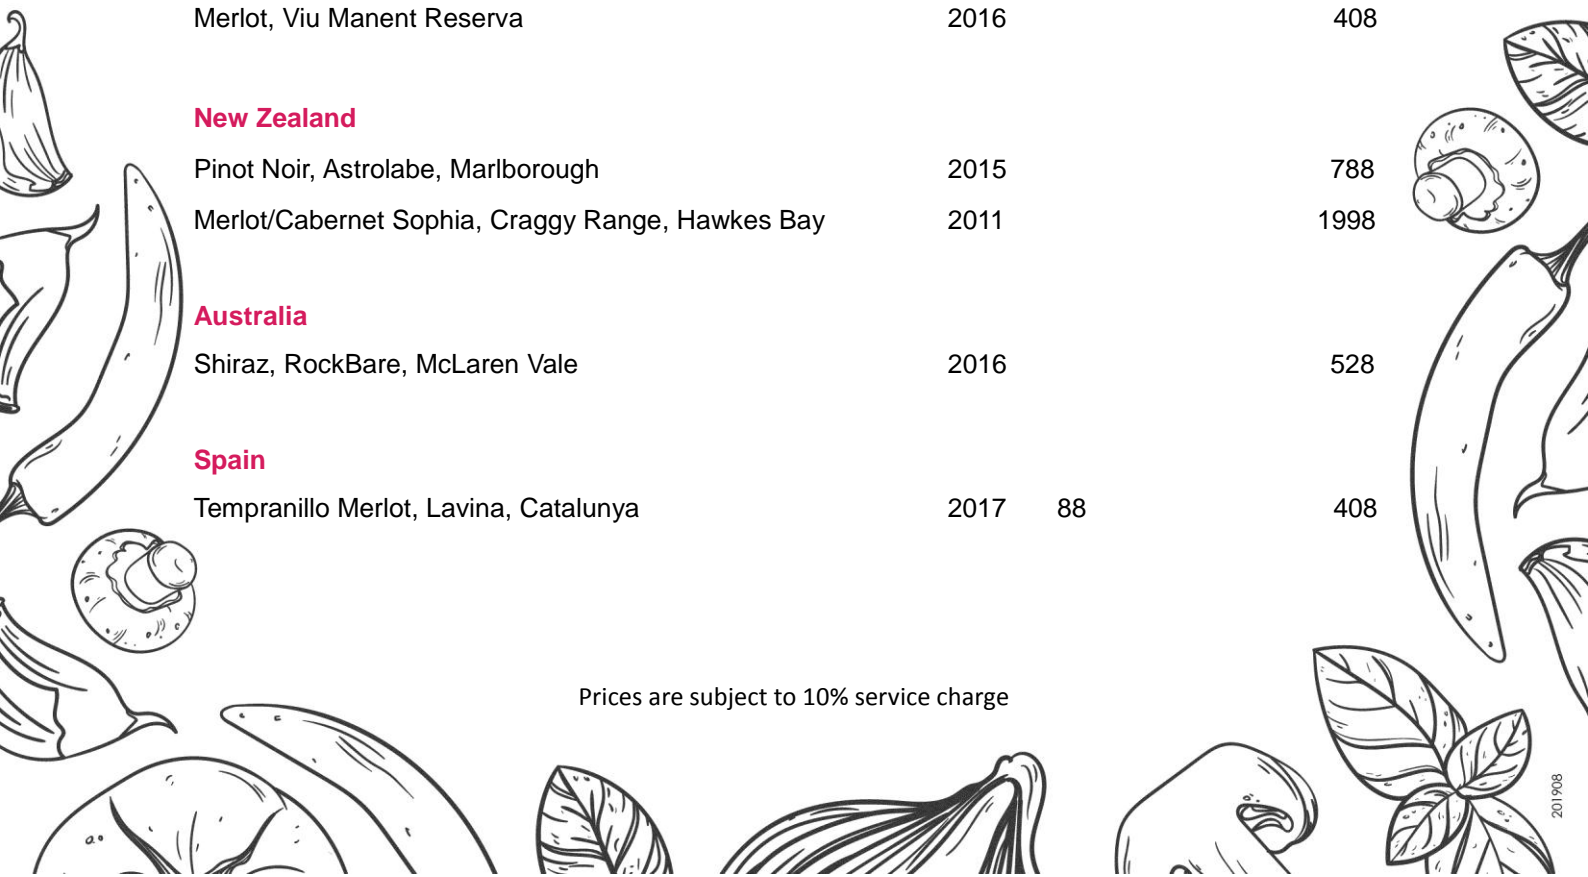 Merlot, Viu Manent Reserva 2016 408
New Zealand
Pinot Noir, Astrolabe, Marlborough 2015 788
Merlot/Cabernet Sophia, Craggy Range, Hawkes Bay 2011 1998
Australia
Shiraz, RockBare, McLaren Vale 2016 528
Spain
Tempranillo Merlot, Lavina, Catalunya 2017 88 408
Prices are subject to 10% service charge
201908